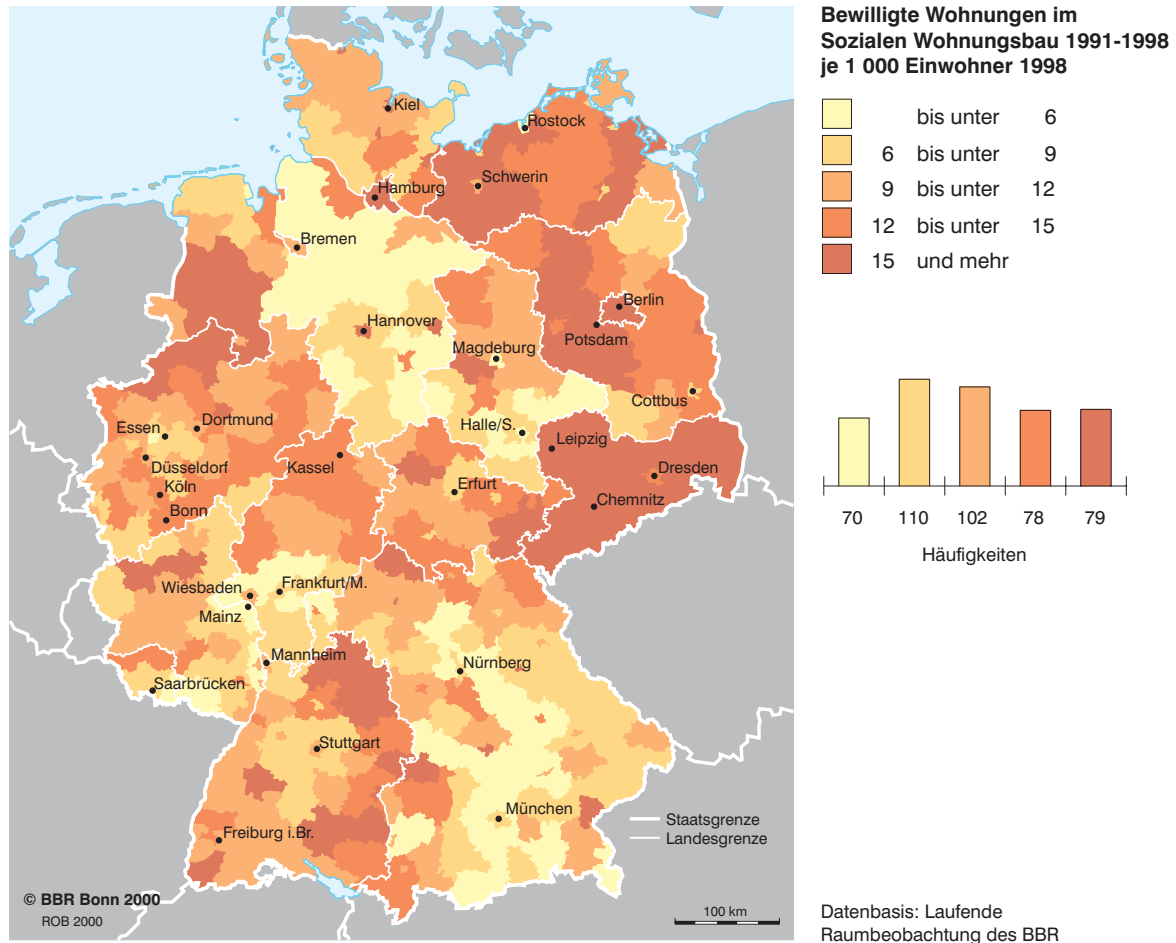 Bewilligte Wohnungen im
Sozialen Wohnungsbau 1991-1998
je 1 000 Einwohner 1998
bis unter 6
6 bis unter 9
9 bis unter 12
12 bis unter 15
15 und mehr
70 110 102 78 79
Häufigkeiten
Kiel
Rostock
Schwerin
Hamburg
Bremen
Berlin
Hannover
Potsdam
Magdeburg
Cottbus
Halle/S.
Essen
Dortmund
Leipzig
Düsseldorf
Kassel
Dresden
Köln
Erfurt
Chemnitz
Bonn
Wiesbaden
Frankfurt/M.
Mainz
Mannheim
Nürnberg
Saarbrücken
Stuttgart
München
Freiburg i.Br.
Staatsgrenze
Landesgrenze
© BBR Bonn 2000
ROB 2000
100 km
Datenbasis: Laufende
Raumbeobachtung des BBR